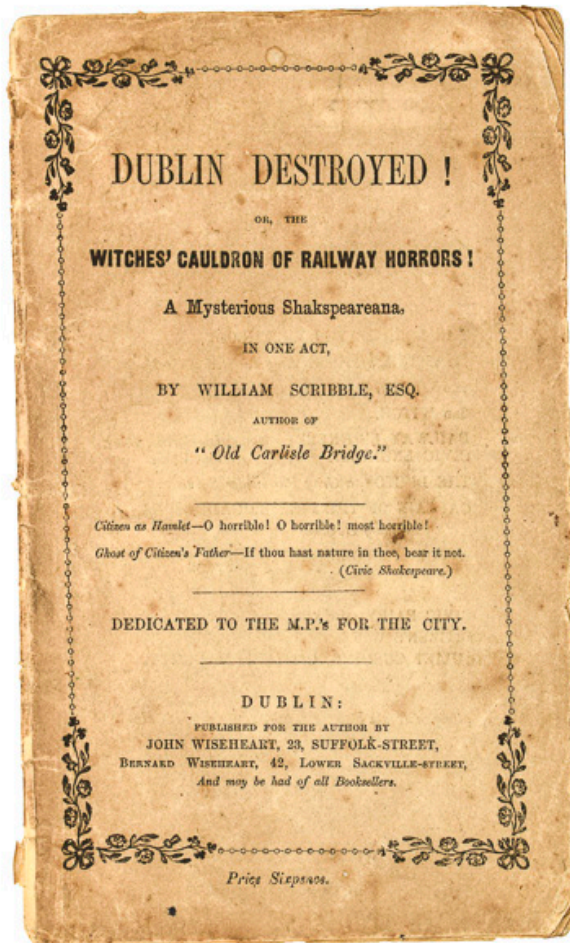 DUBLIN DESTROYED !
OR, THE
WITCHES' CAULDRON OF RAILWAY HORRORS !
A Mysterious Shakspeareana,
IN ONE ACT,
BY WILLIAM SCRIBBLE, ESQ.
AUTHOR OF
" Old Carlisle Bridge."
Citizen as Hamlet—O horrible! O horrible! most horrible!
Ghost of Citizen's Father—If thou hast nature in thee, bear it not.
(Civic Shakespeare.)
DEDICATED TO THE M.P.'s FOR THE CITY.
DUBLIN:
PUBLISHED FOR THE AUTHOR BY
JOHN WISEHEART, 23, SUFFOLK-STREET,
BERNARD WISEHEART, 42, LOWER SACKVILLE-STREET,
And may be had of all Booksellers.
Price Sixpence.